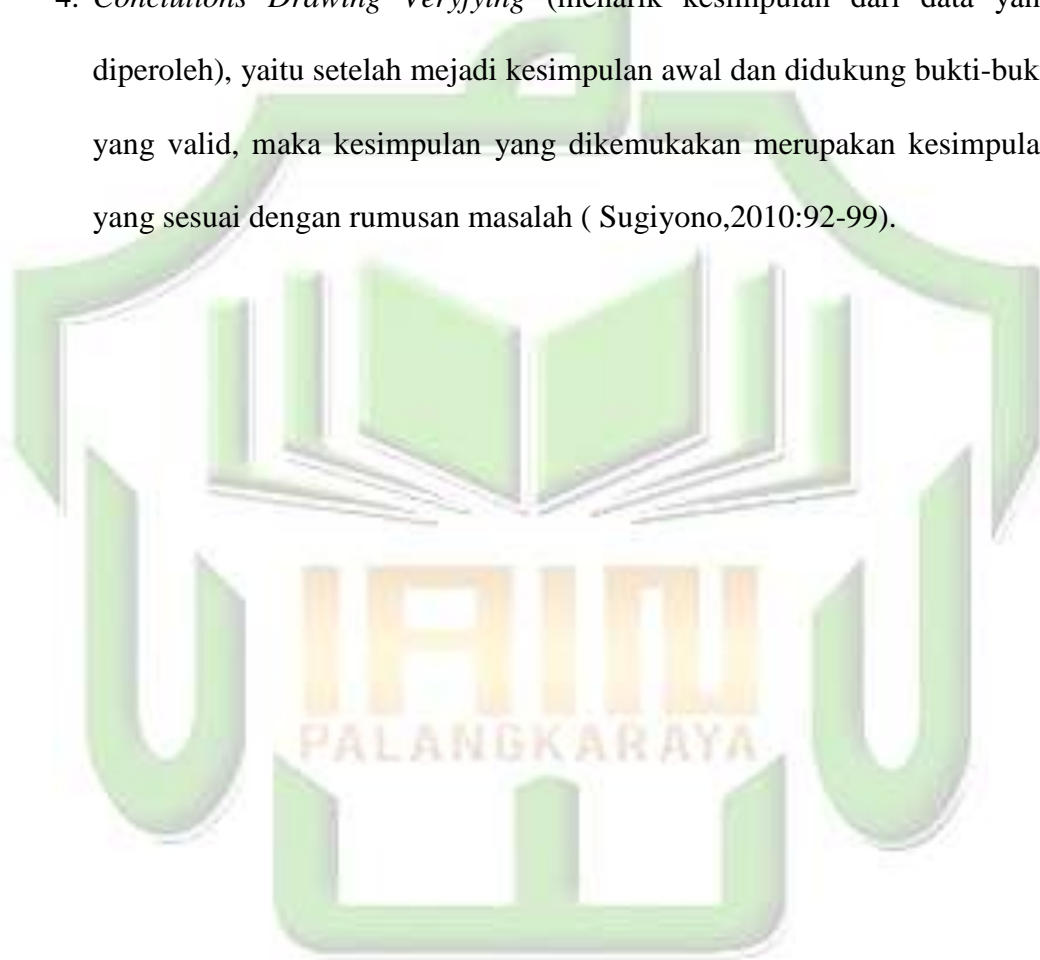 4. Conclutions Drawing Veryfying (menarik kesimpulan dari data yan
diperoleh), yaitu setelah mejadi kesimpulan awal dan didukung bukti-buk
yang valid, maka kesimpulan yang dikemukakan merupakan kesimpula
yang sesuai dengan rumusan masalah ( Sugiyono,2010:92-99).
IAIN
PALANGKARAYA